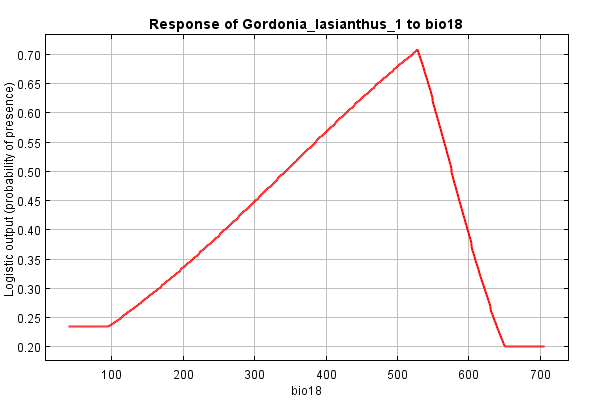 Response of Gordonia_lasianthus_1 to bio18
Logistic output (probability of presence)
0.70
0.65
0.60
0.55
0.50
0.45
0.40
0.35
0.30
0.25
0.20
100 200 300 400 500 600 700
bio18